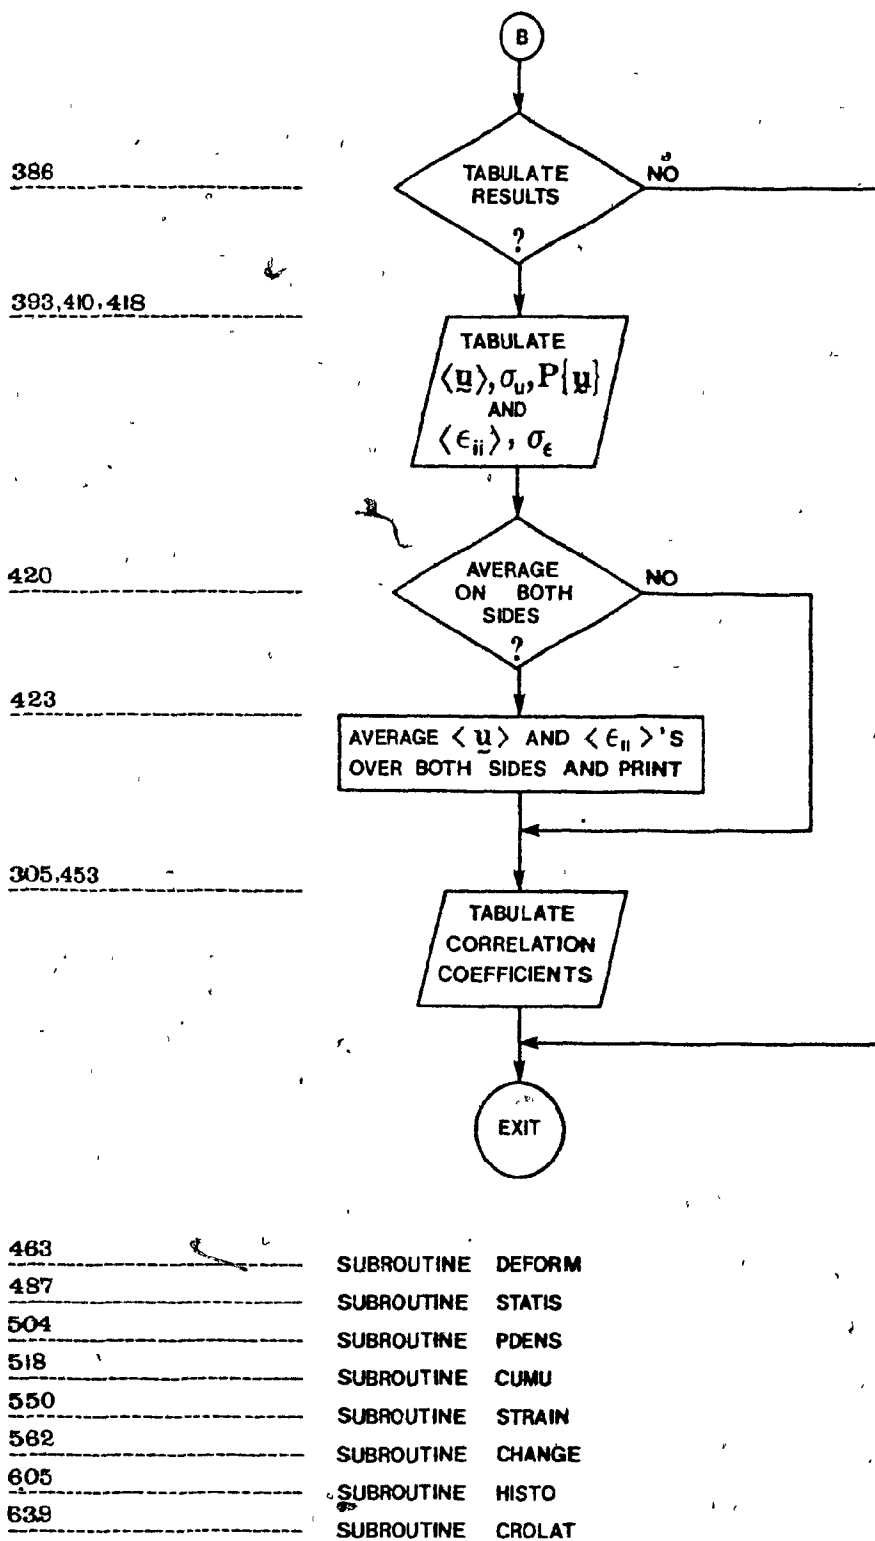 B
386
TABULATE
RESULTS
?
NO
393,410,418
TABULATE
⟨ṵ⟩, σᵤ, P{ṵ}
AND
⟨ϵᵢᵢ⟩, σ_ϵ
420
AVERAGE
ON BOTH
SIDES
?
NO
423
AVERAGE ⟨ṵ⟩ AND ⟨ϵᵢᵢ⟩'S
OVER BOTH SIDES AND PRINT
305,453
TABULATE
CORRELATION
COEFFICIENTS
EXIT
463 SUBROUTINE DEFORM
487 SUBROUTINE STATIS
504 SUBROUTINE PDENS
518 SUBROUTINE CUMU
550 SUBROUTINE STRAIN
562 SUBROUTINE CHANGE
605 SUBROUTINE HISTO
639 SUBROUTINE CROLAT